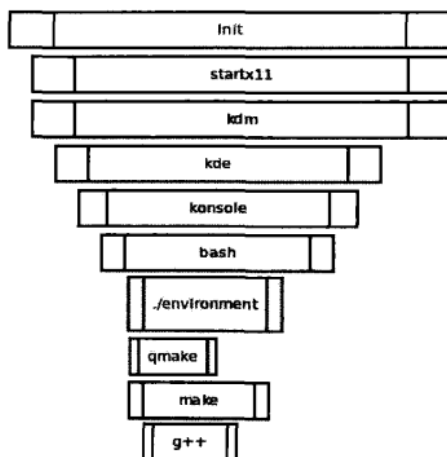 Init
startx11
kdm
kde
konsole
bash
./environment
qmake
make
g++